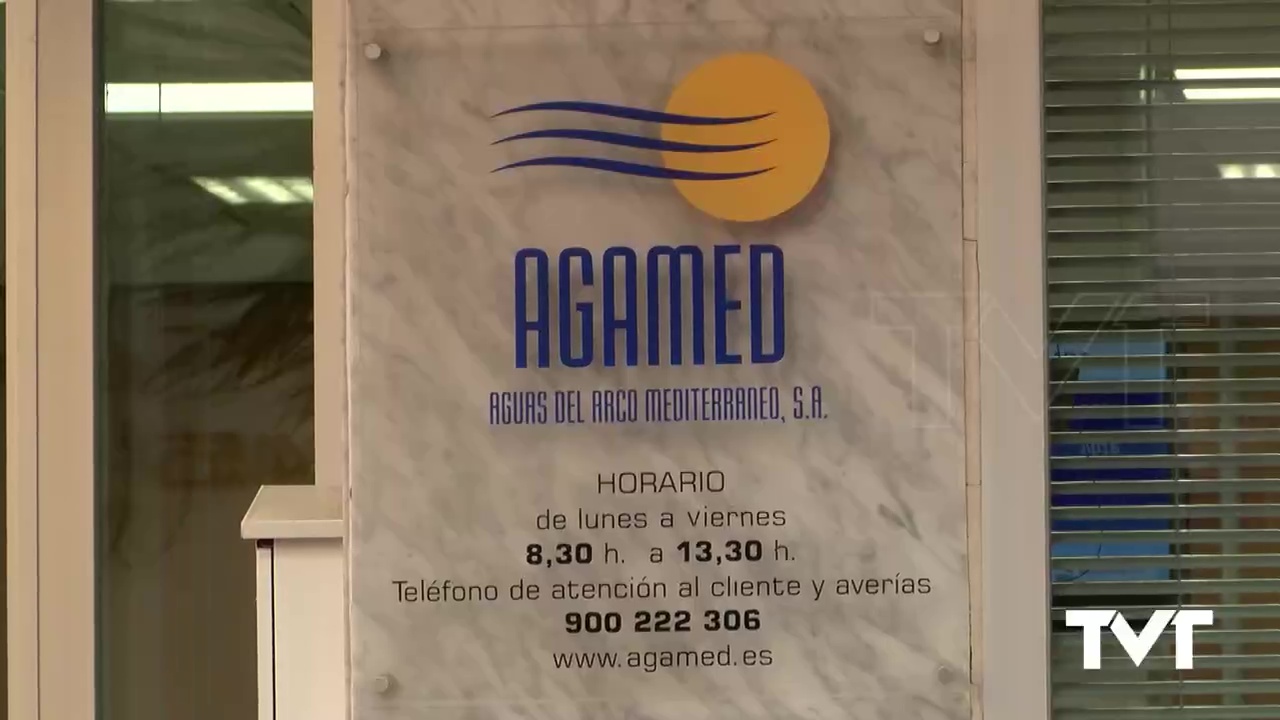 AGAMED
AGUAS DEL ARCO MEDITERRANEO, S.A.
HORARIO
de lunes a viernes
8,30 h. a 13,30 h.
Teléfono de atención al cliente y averías
900 222 306
www.agamed.es
TVT
TVT